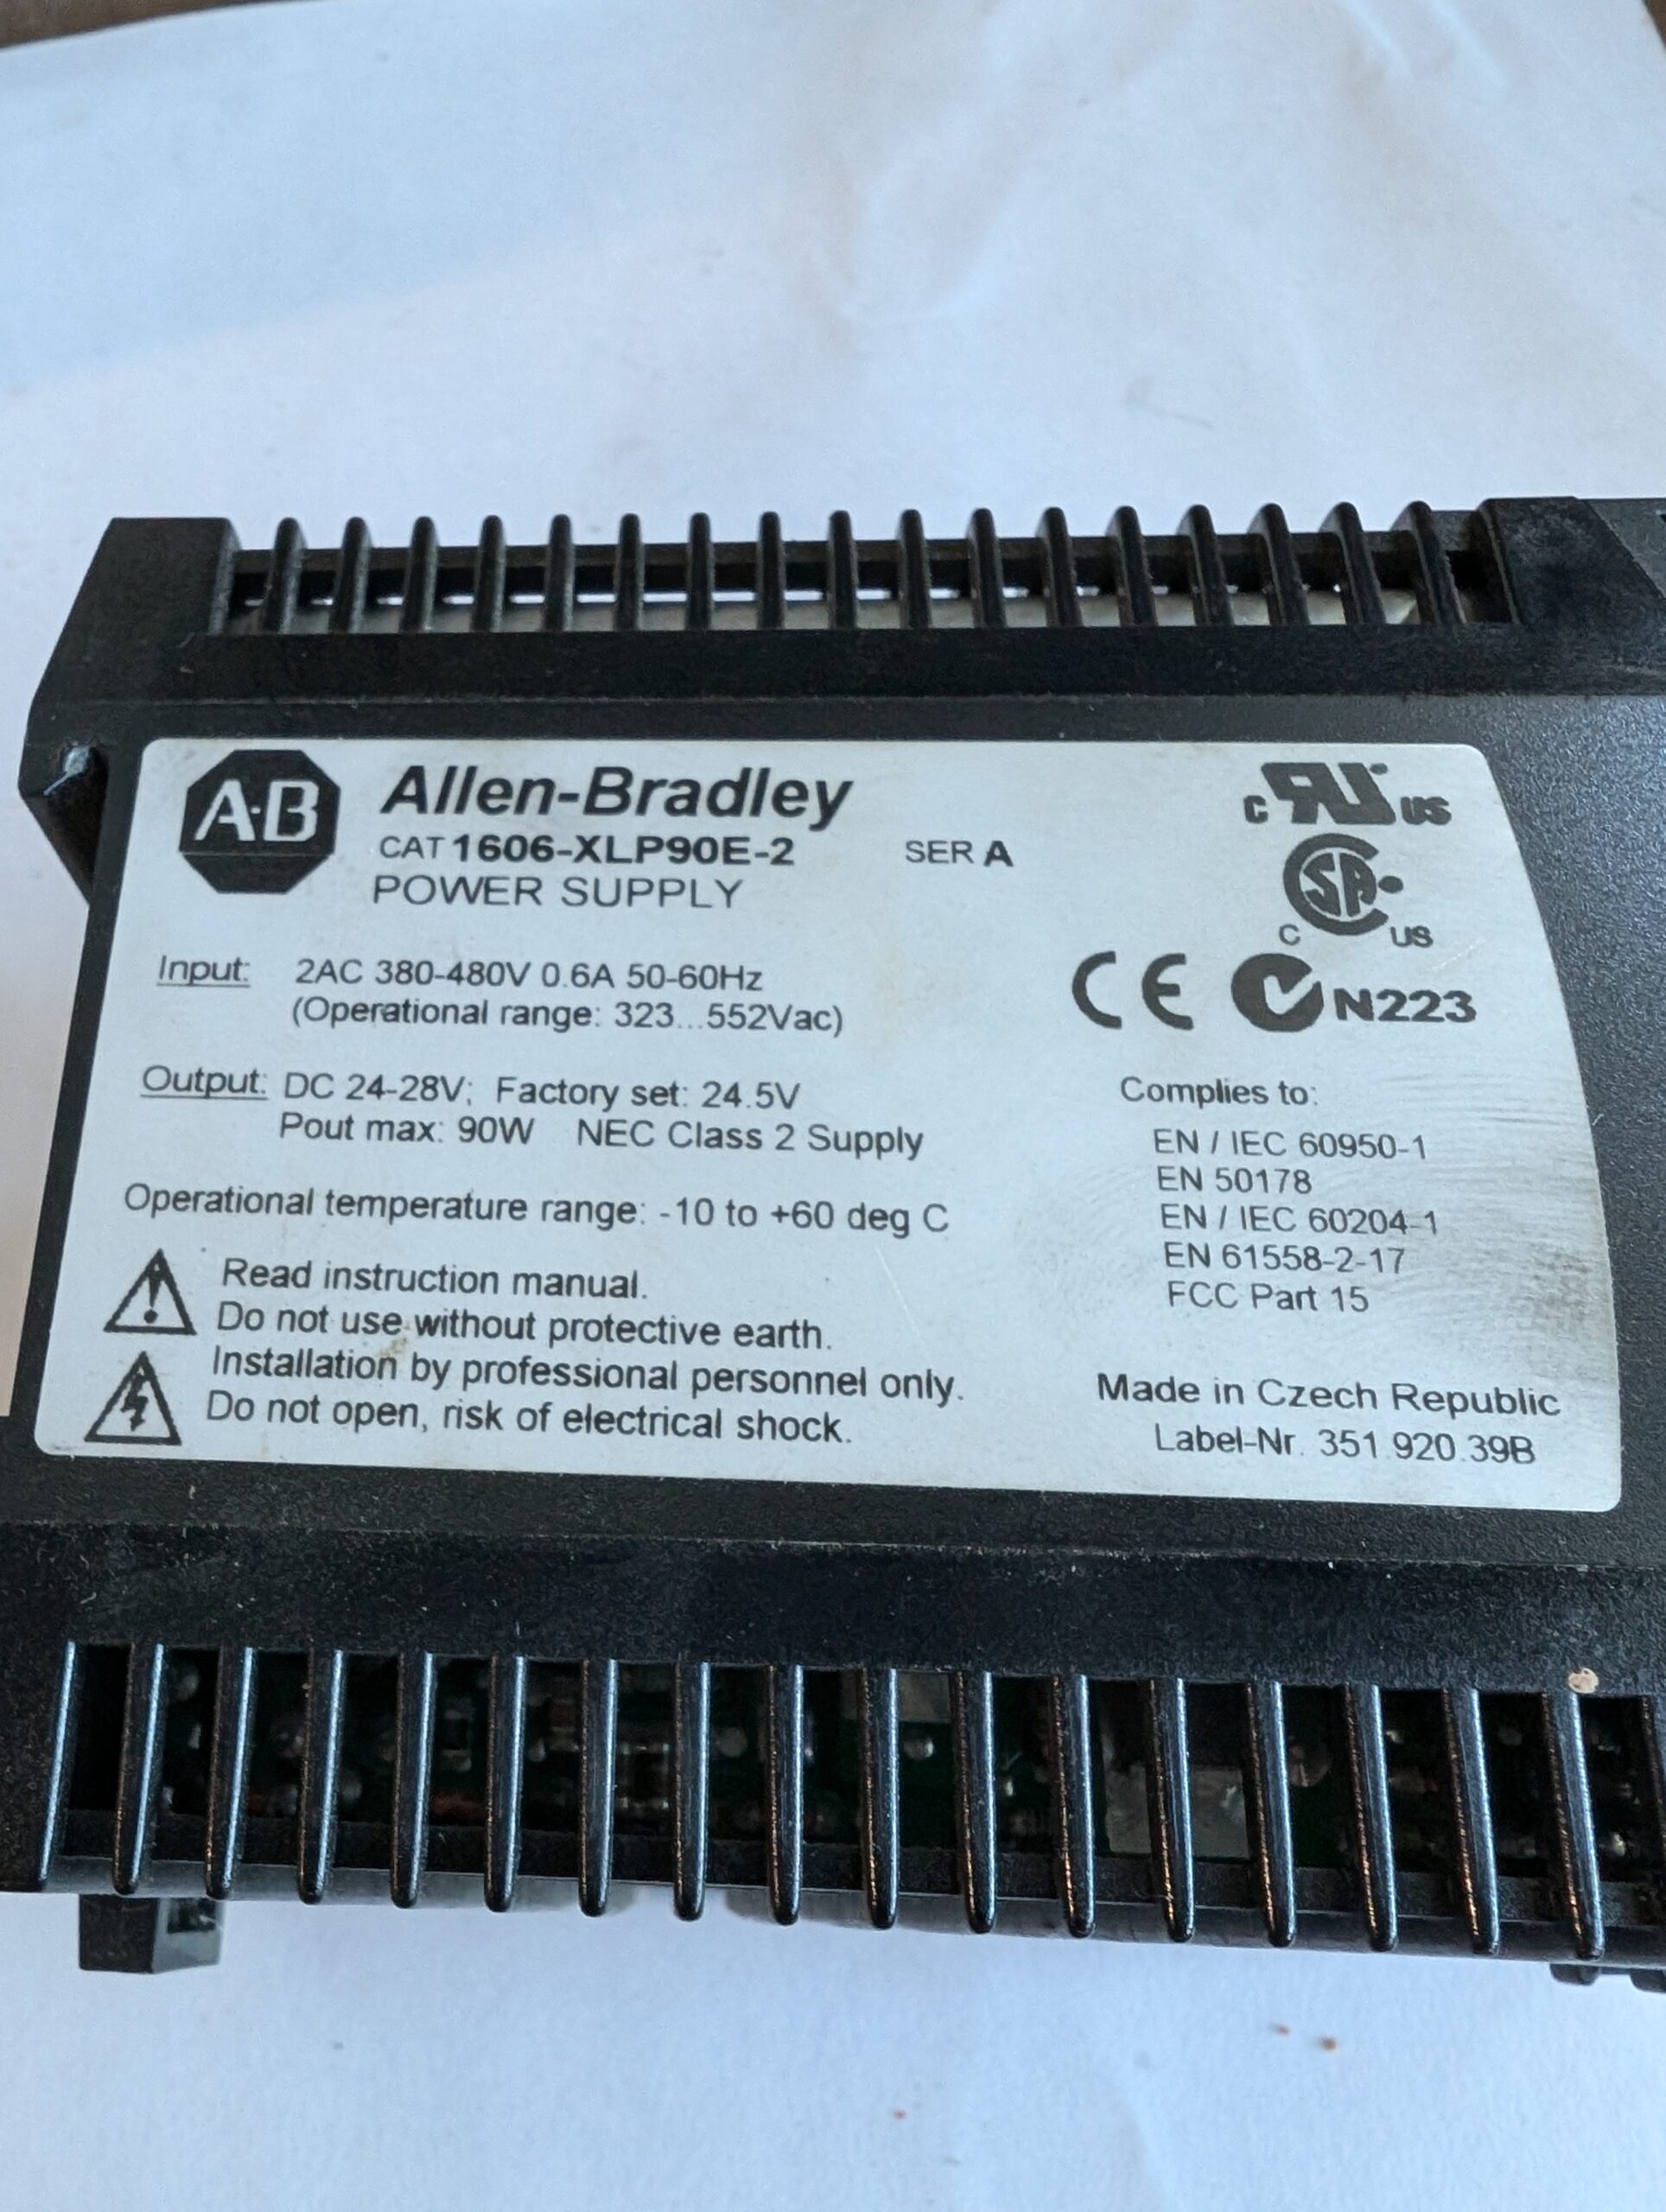 A-B
Allen-Bradley
CAT 1606-XLP90E-2 SER A
POWER SUPPLY
Input: 2AC 380-480V 0.6A 50-60Hz
(Operational range: 323...552Vac)
Output: DC 24-28V; Factory set: 24.5V
Pout max: 90W NEC Class 2 Supply
Operational temperature range: -10 to +60 deg C
Read instruction manual.
Do not use without protective earth.
Installation by professional personnel only.
Do not open, risk of electrical shock.
c RU US
SA
C US
CE N223
Complies to:
EN / IEC 60950-1
EN 50178
EN / IEC 60204-1
EN 61558-2-17
FCC Part 15
Made in Czech Republic
Label-Nr. 351.920.39B